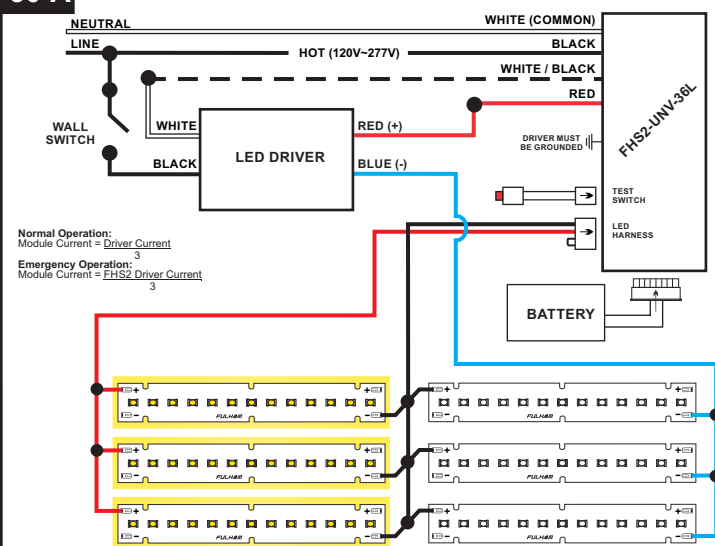 NEUTRAL
WHITE (COMMON)
LINE
HOT (120V~277V)
BLACK
WHITE / BLACK
RED
WALL
SWITCH
WHITE
BLACK
LED DRIVER
RED (+)
BLUE (-)
DRIVER MUST
BE GROUNDED
FHS2-UNV-36L
TEST
SWITCH
LED
HARNESS
Normal Operation:
Module Current = Driver Current
3
Emergency Operation:
Module Current = FHS2 Driver Current
3
BATTERY
+ +
- -
FULHAM
+ +
- -
FULHAM
+ +
- -
FULHAM
+ +
- -
FULHAM
+ +
- -
FULHAM
+ +
- -
FULHAM